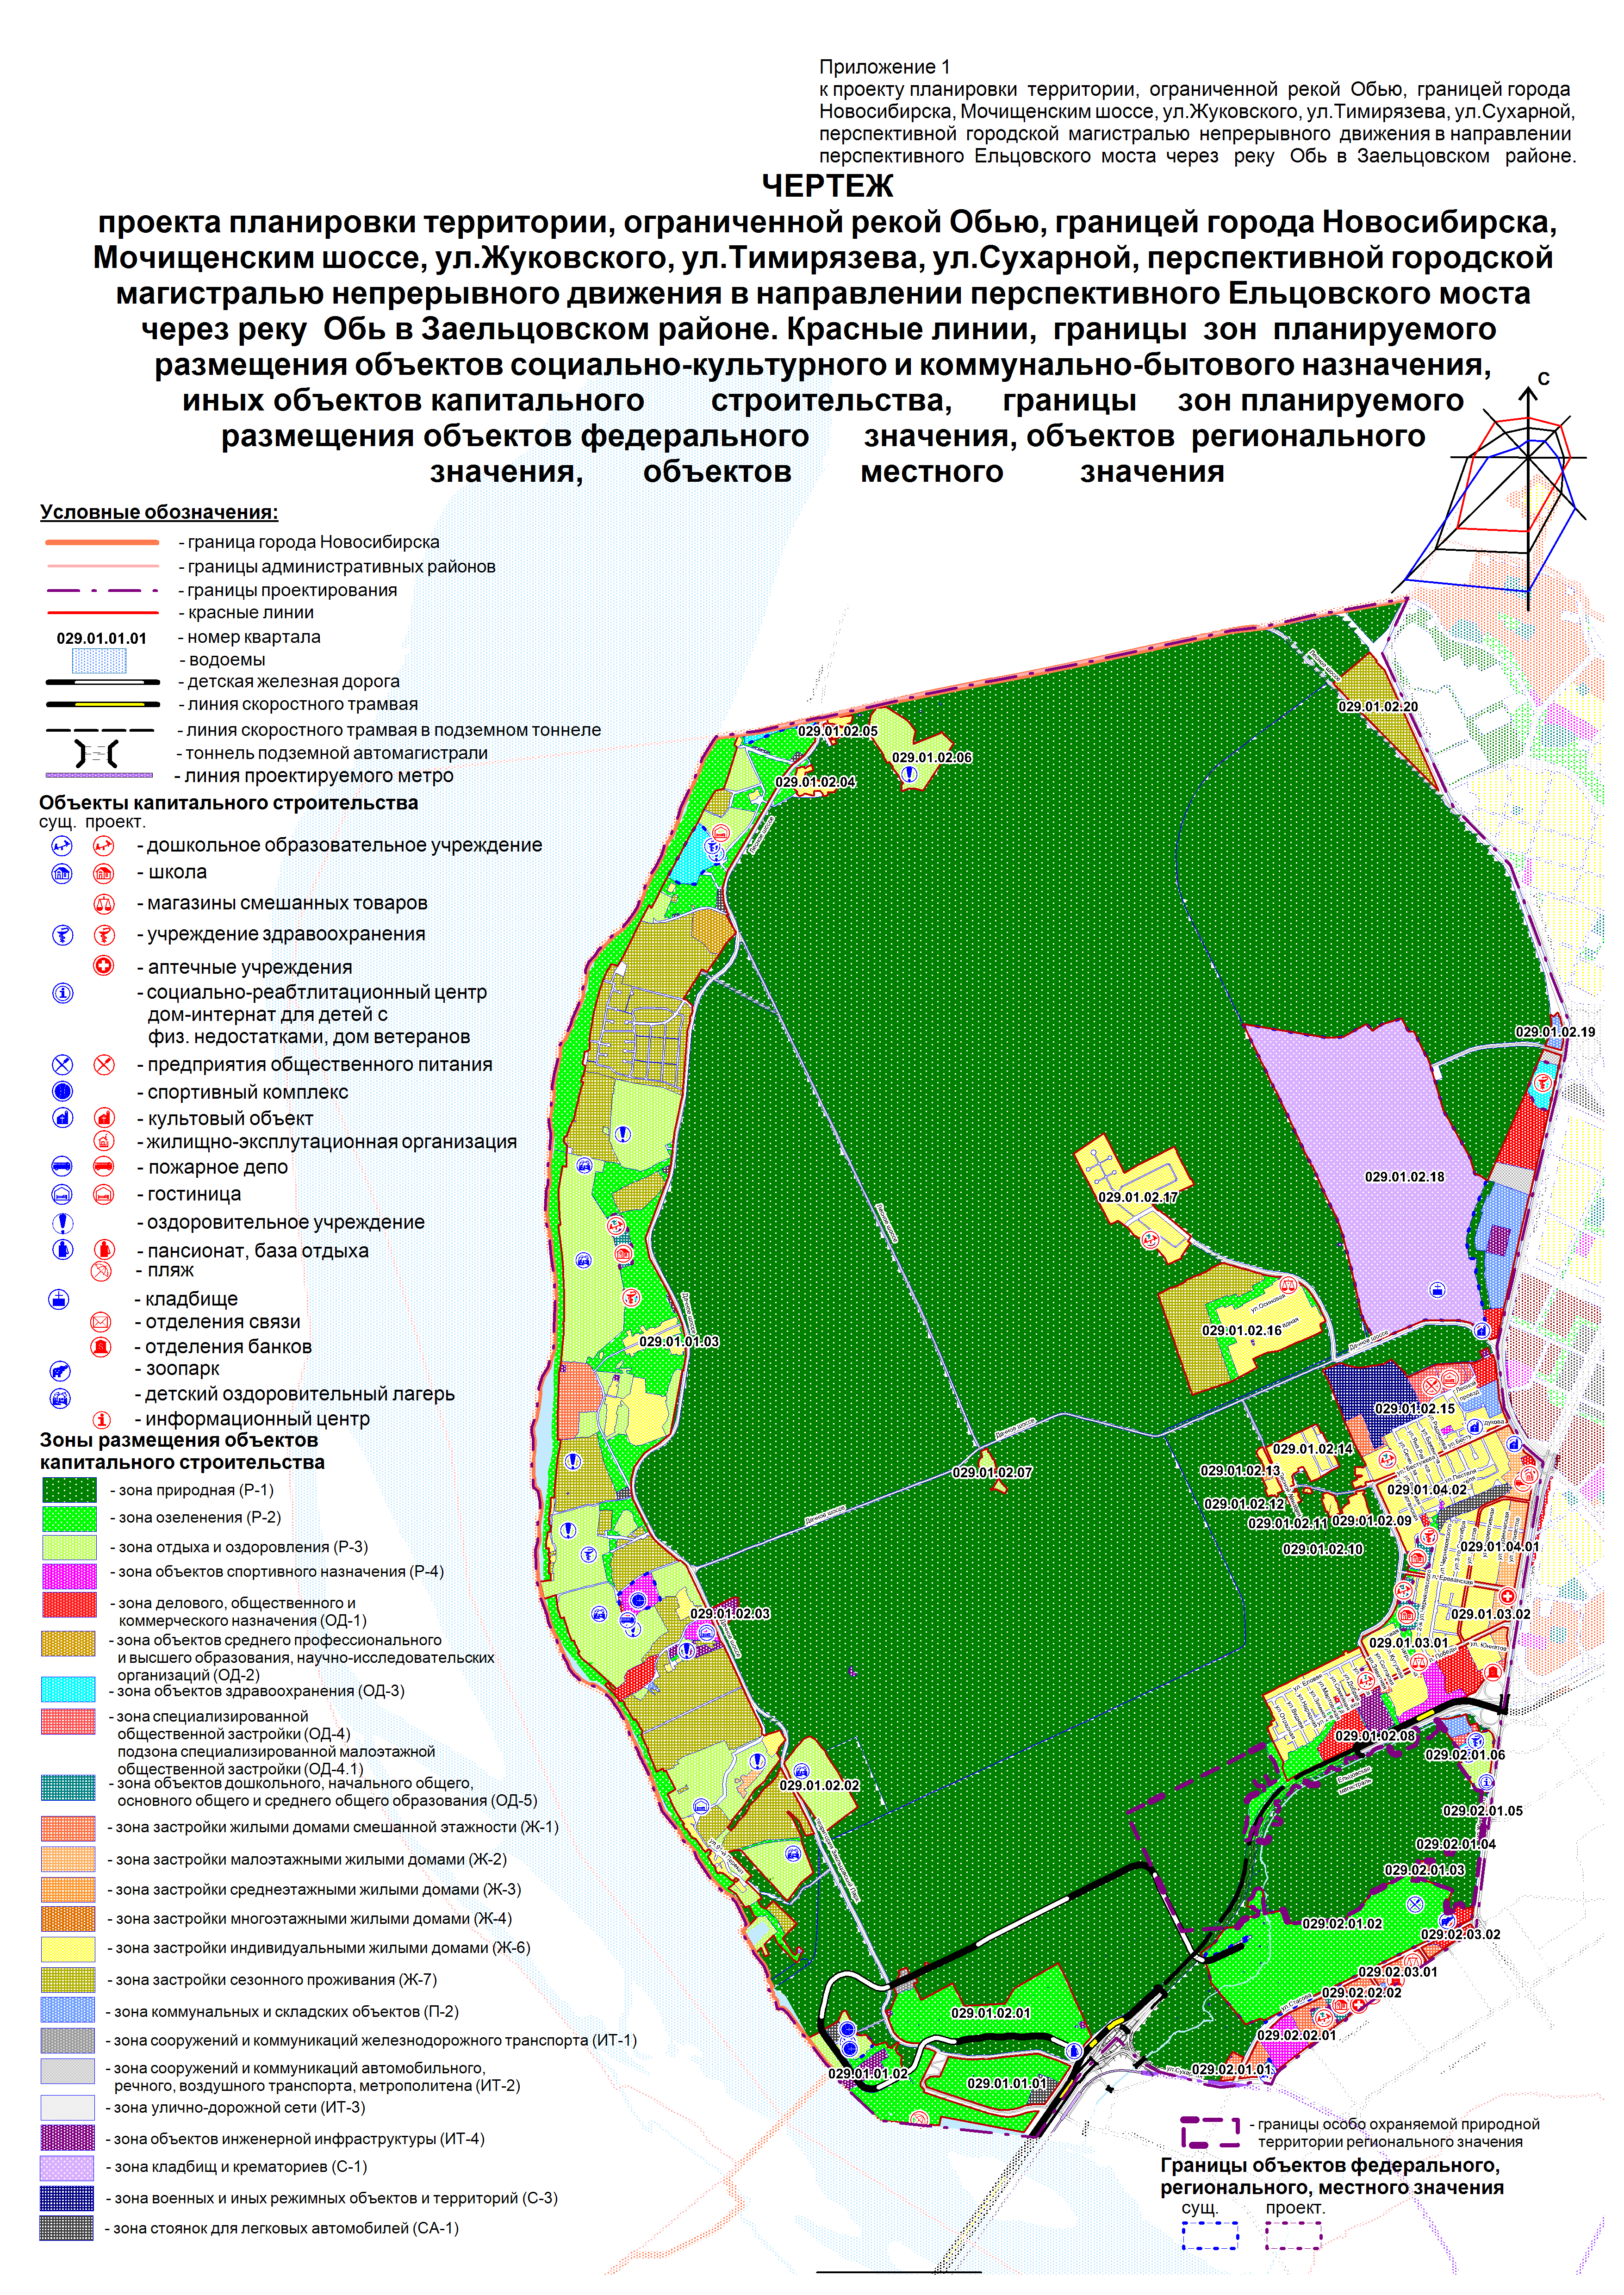 Приложение 1
к проекту планировки территории, ограниченной рекой Обью, границей города
Новосибирска, Мочищенским шоссе, ул.Жуковского, ул.Тимирязева, ул.Сухарной,
перспективной городской магистралью непрерывного движения в направлении
перспективного Ельцовского моста через реку Обь в Заельцовском районе.
ЧЕРТЕЖ
проекта планировки территории, ограниченной рекой Обью, границей города Новосибирска,
Мочищенским шоссе, ул.Жуковского, ул.Тимирязева, ул.Сухарной, перспективной городской
магистралью непрерывного движения в направлении перспективного Ельцовского моста
через реку Обь в Заельцовском районе. Красные линии, границы зон планируемого
размещения объектов социально-культурного и коммунально-бытового назначения,
иных объектов капитального строительства, границы зон планируемого
размещения объектов федерального значения, объектов регионального
значения, объектов местного значения
С
Условные обозначения:
- граница города Новосибирска
- границы административных районов
- границы проектирования
- красные линии
029.01.01.01 - номер квартала
- водоемы
- детская железная дорога
- линия скоростного трамвая
- линия скоростного трамвая в подземном тоннеле
- тоннель подземной автомагистрали
- линия проектируемого метро
Объекты капитального строительства
сущ. проект.
- дошкольное образовательное учреждение
- школа
- магазины смешанных товаров
- учреждение здравоохранения
- аптечные учреждения
- социально-реабтлитационный центр
дом-интернат для детей с
физ. недостатками, дом ветеранов
- предприятия общественного питания
- спортивный комплекс
- культовый объект
- жилищно-эксплутационная организация
- пожарное депо
- гостиница
- оздоровительное учреждение
- пансионат, база отдыха
- пляж
- кладбище
- отделения связи
- отделения банков
- зоопарк
- детский оздоровительный лагерь
- информационный центр
Зоны размещения объектов
капитального строительства
- зона природная (Р-1)
- зона озеленения (Р-2)
- зона отдыха и оздоровления (Р-3)
- зона объектов спортивного назначения (Р-4)
- зона делового, общественного и
коммерческого назначения (ОД-1)
- зона объектов среднего профессионального
и высшего образования, научно-исследовательских
организаций (ОД-2)
- зона объектов здравоохранения (ОД-3)
- зона специализированной
общественной застройки (ОД-4)
подзона специализированной малоэтажной
общественной застройки (ОД-4.1)
- зона объектов дошкольного, начального общего,
основного общего и среднего общего образования (ОД-5)
- зона застройки жилыми домами смешанной этажности (Ж-1)
- зона застройки малоэтажными жилыми домами (Ж-2)
- зона застройки среднеэтажными жилыми домами (Ж-3)
- зона застройки многоэтажными жилыми домами (Ж-4)
- зона застройки индивидуальными жилыми домами (Ж-6)
- зона застройки сезонного проживания (Ж-7)
- зона коммунальных и складских объектов (П-2)
- зона сооружений и коммуникаций железнодорожного транспорта (ИТ-1)
- зона сооружений и коммуникаций автомобильного,
речного, воздушного транспорта, метрополитена (ИТ-2)
- зона улично-дорожной сети (ИТ-3)
- зона объектов инженерной инфраструктуры (ИТ-4)
- зона кладбищ и крематориев (С-1)
- зона военных и иных режимных объектов и территорий (С-3)
- зона стоянок для легковых автомобилей (СА-1)
029.01.02.20
029.01.02.05
029.01.02.06
029.01.02.04
029.01.02.19
029.01.02.18
029.01.02.17
029.01.02.16
029.01.01.03
029.01.02.15
029.01.02.14
029.01.02.13
029.01.02.07
029.01.04.02
029.01.02.12
029.01.02.11
029.01.02.09
029.01.02.10
029.01.04.01
029.01.02.03
029.01.03.02
029.01.03.01
029.01.02.08
029.02.01.06
029.01.02.02
029.02.01.05
029.02.01.04
029.02.01.03
029.02.01.02
029.02.03.02
029.02.03.01
029.02.02.02
029.01.02.01
029.02.02.01
029.02.01.01
029.01.01.02
029.01.01.01
Дачное шоссе
Дачное шоссе
Дачное шоссе
Дачное шоссе
Дачное шоссе
Дачное шоссе
ул.Осиновая
Ельцовская
магистраль
- границы особо охраняемой природной
территории регионального значения
Границы объектов федерального,
регионального, местного значения
сущ. проект.